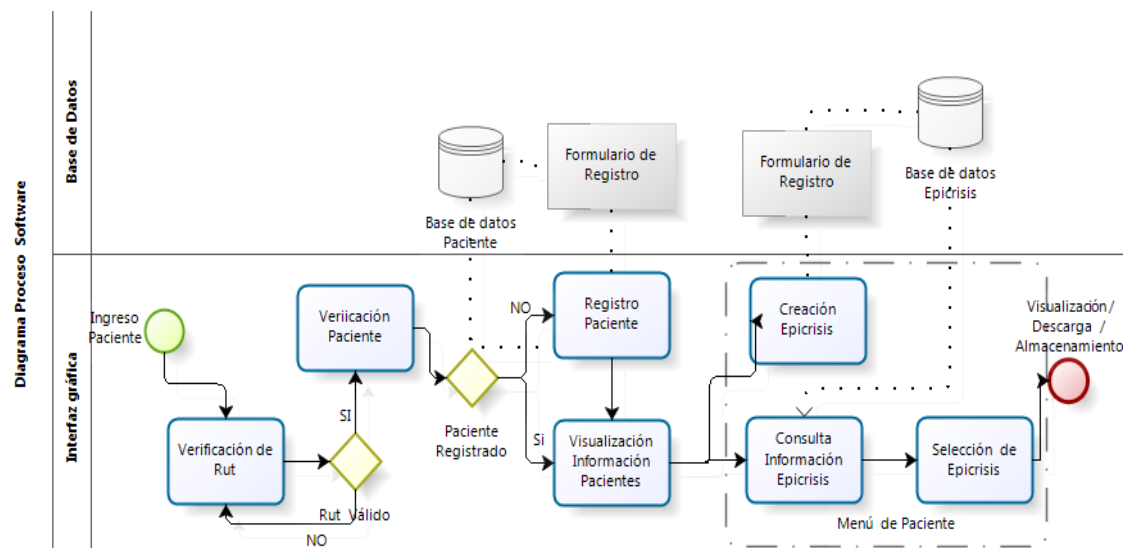 Diagrama Proceso Software
Base de Datos
Base de datos
Paciente
Formulario de
Registro
Formulario de
Registro
Base de datos
Epicrisis
Interfaz gráfica
Ingreso
Paciente
Verificación de
Rut
Rut Válido
NO
SI
Veriicación
Paciente
Paciente
Registrado
NO
Si
Registro
Paciente
Visualización
Información
Pacientes
Creación
Epicrisis
Consulta
Información
Epicrisis
Selección de
Epicrisis
Menú de Paciente
Visualización/
Descarga /
Almacenamiento